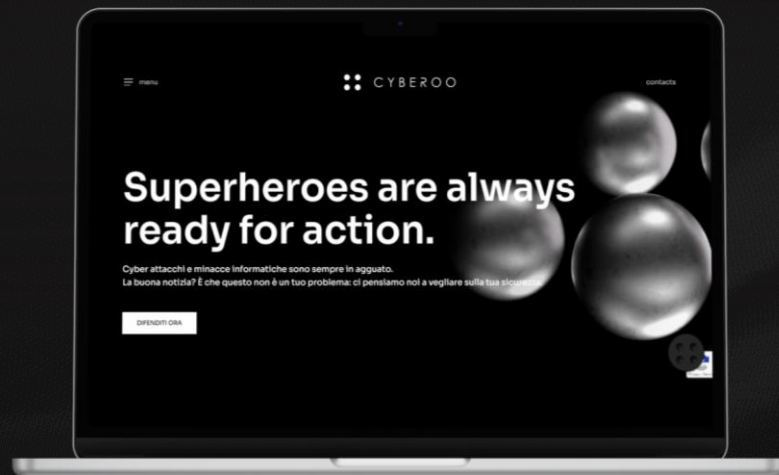 menu
CYBEROO
contacts
Superheroes are always
ready for action.
Cyber attacchi e minacce informatiche sono sempre in agguato.
La buona notizia? È che questo non è un tuo problema: ci pensiamo noi a vegliare sulla tua sicurezza.
DIFENDITI ORA